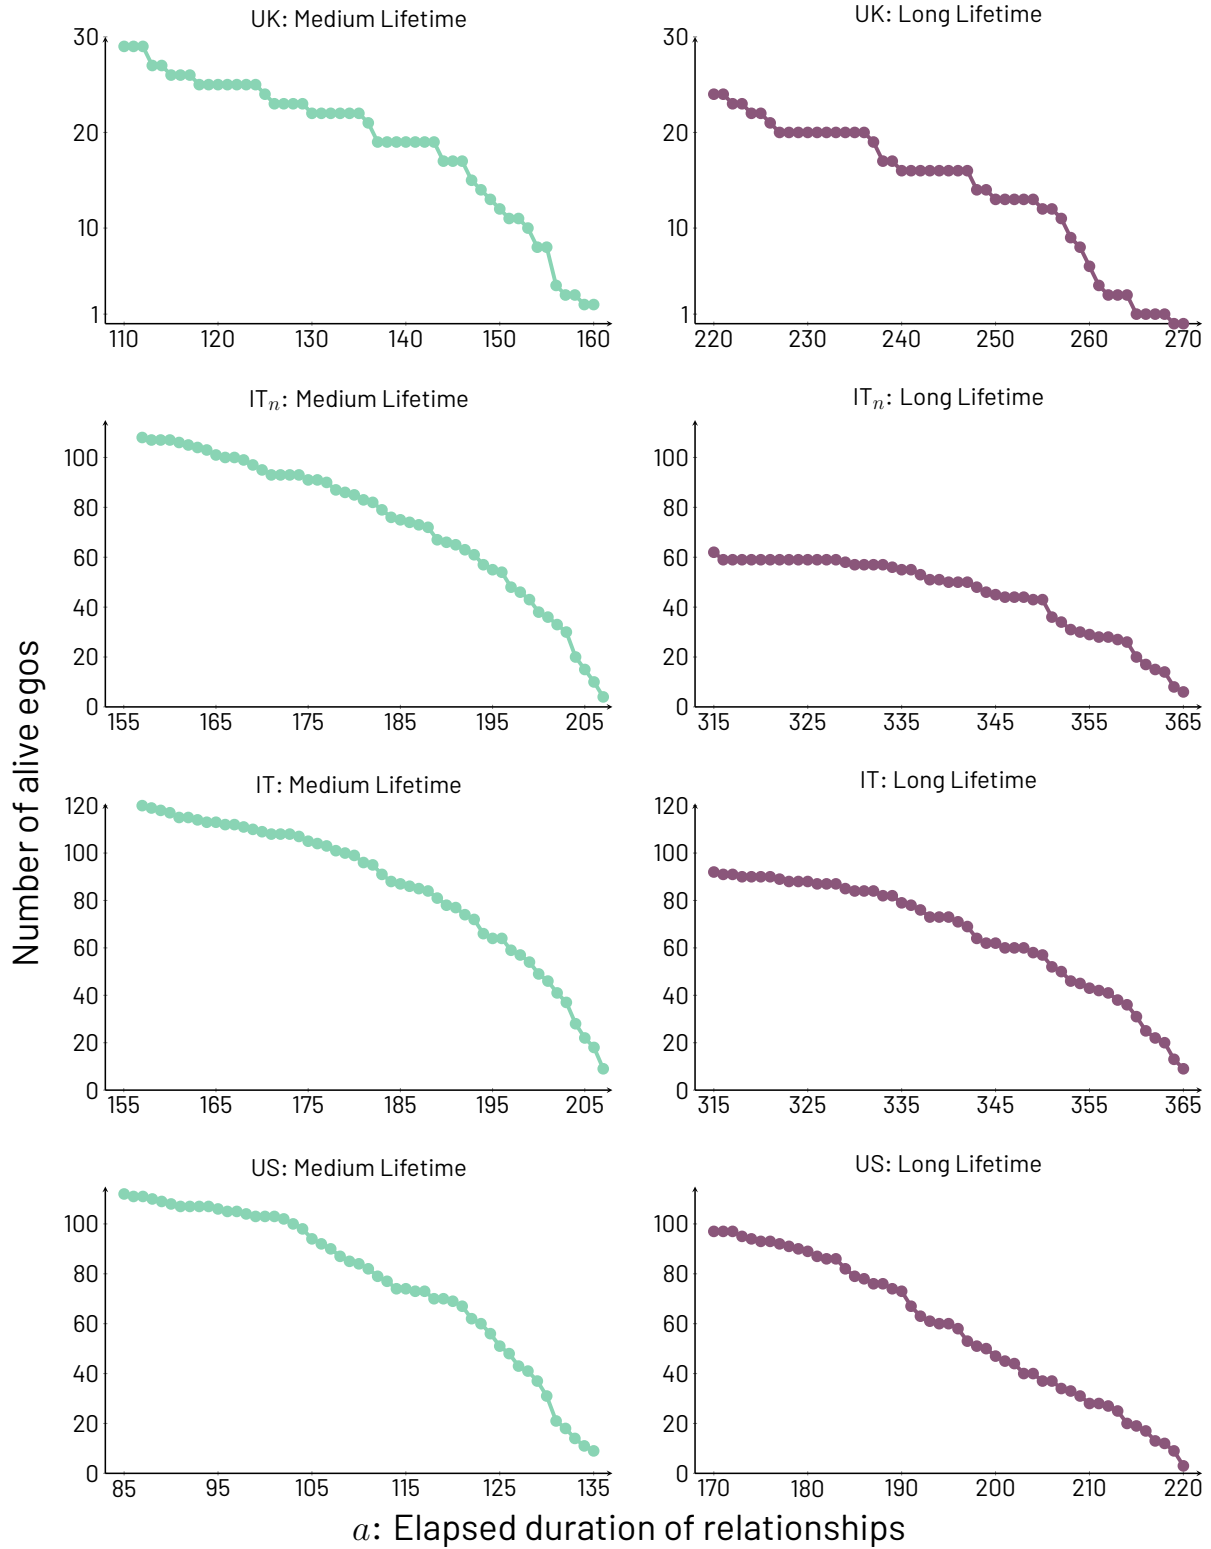 UK: Medium Lifetime
30
20
10
1
110 120 130 140 150 160
UK: Long Lifetime
30
20
10
1
220 230 240 250 260 270
ITn: Medium Lifetime
100
80
60
40
20
0
155 165 175 185 195 205
ITn: Long Lifetime
100
80
60
40
20
0
315 325 335 345 355 365
IT: Medium Lifetime
120
100
80
60
40
20
0
155 165 175 185 195 205
IT: Long Lifetime
120
100
80
60
40
20
0
315 325 335 345 355 365
US: Medium Lifetime
100
80
60
40
20
0
85 95 105 115 125 135
US: Long Lifetime
100
80
60
40
20
0
170 180 190 200 210 220
Number of alive egos
a: Elapsed duration of relationships